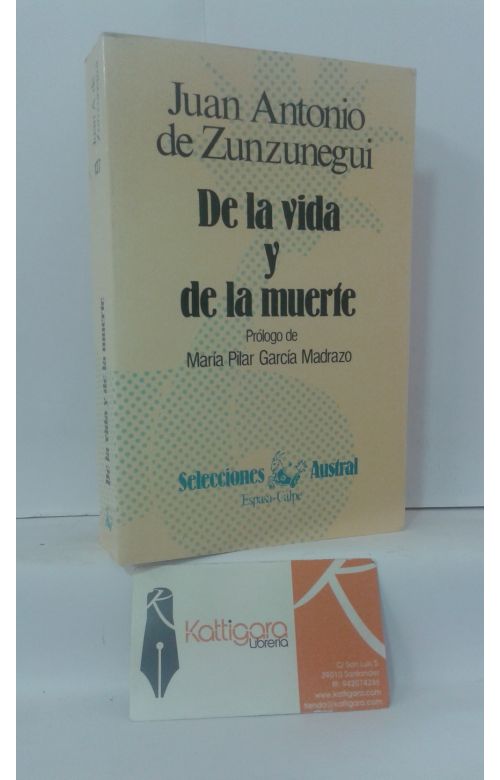 Juan Antonio
de Zunzunegui
De la vida
y
de la muerte
Prólogo de
María Pilar García Madrazo
Selecciones Austral
Espasa-Calpe
De la vida y de la muerte
Kattigara
Librería
C/ San Luis 5
39010 Santander
www.kattigara.com
tienda@kattigara.com